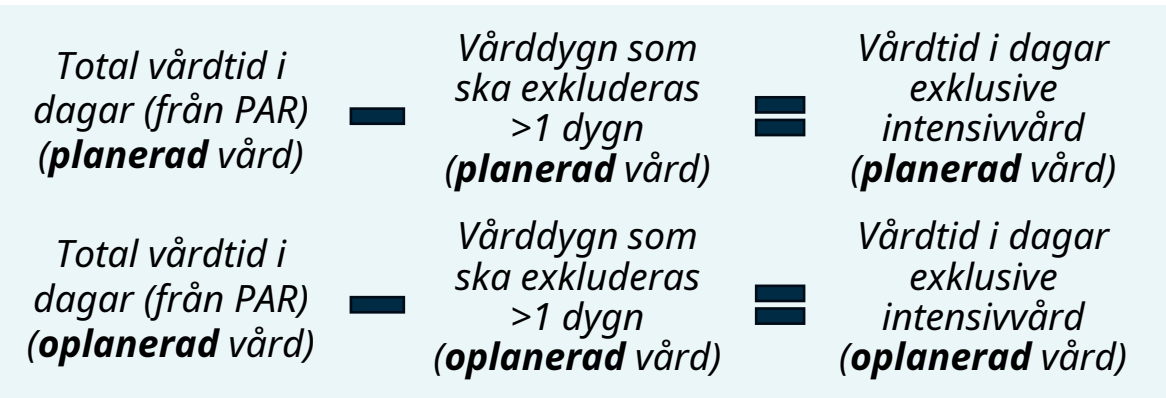 Total vårdtid i
dagar (från PAR)
(planerad vård)
Vårddygn som
ska exkluderas
>1 dygn
(planerad vård)
Vårdtid i dagar
exklusive
intensivvård
(planerad vård)
Total vårdtid i
dagar (från PAR)
(oplanerad vård)
Vårddygn som
ska exkluderas
>1 dygn
(oplanerad vård)
Vårdtid i dagar
exklusive
intensivvård
(oplanerad vård)